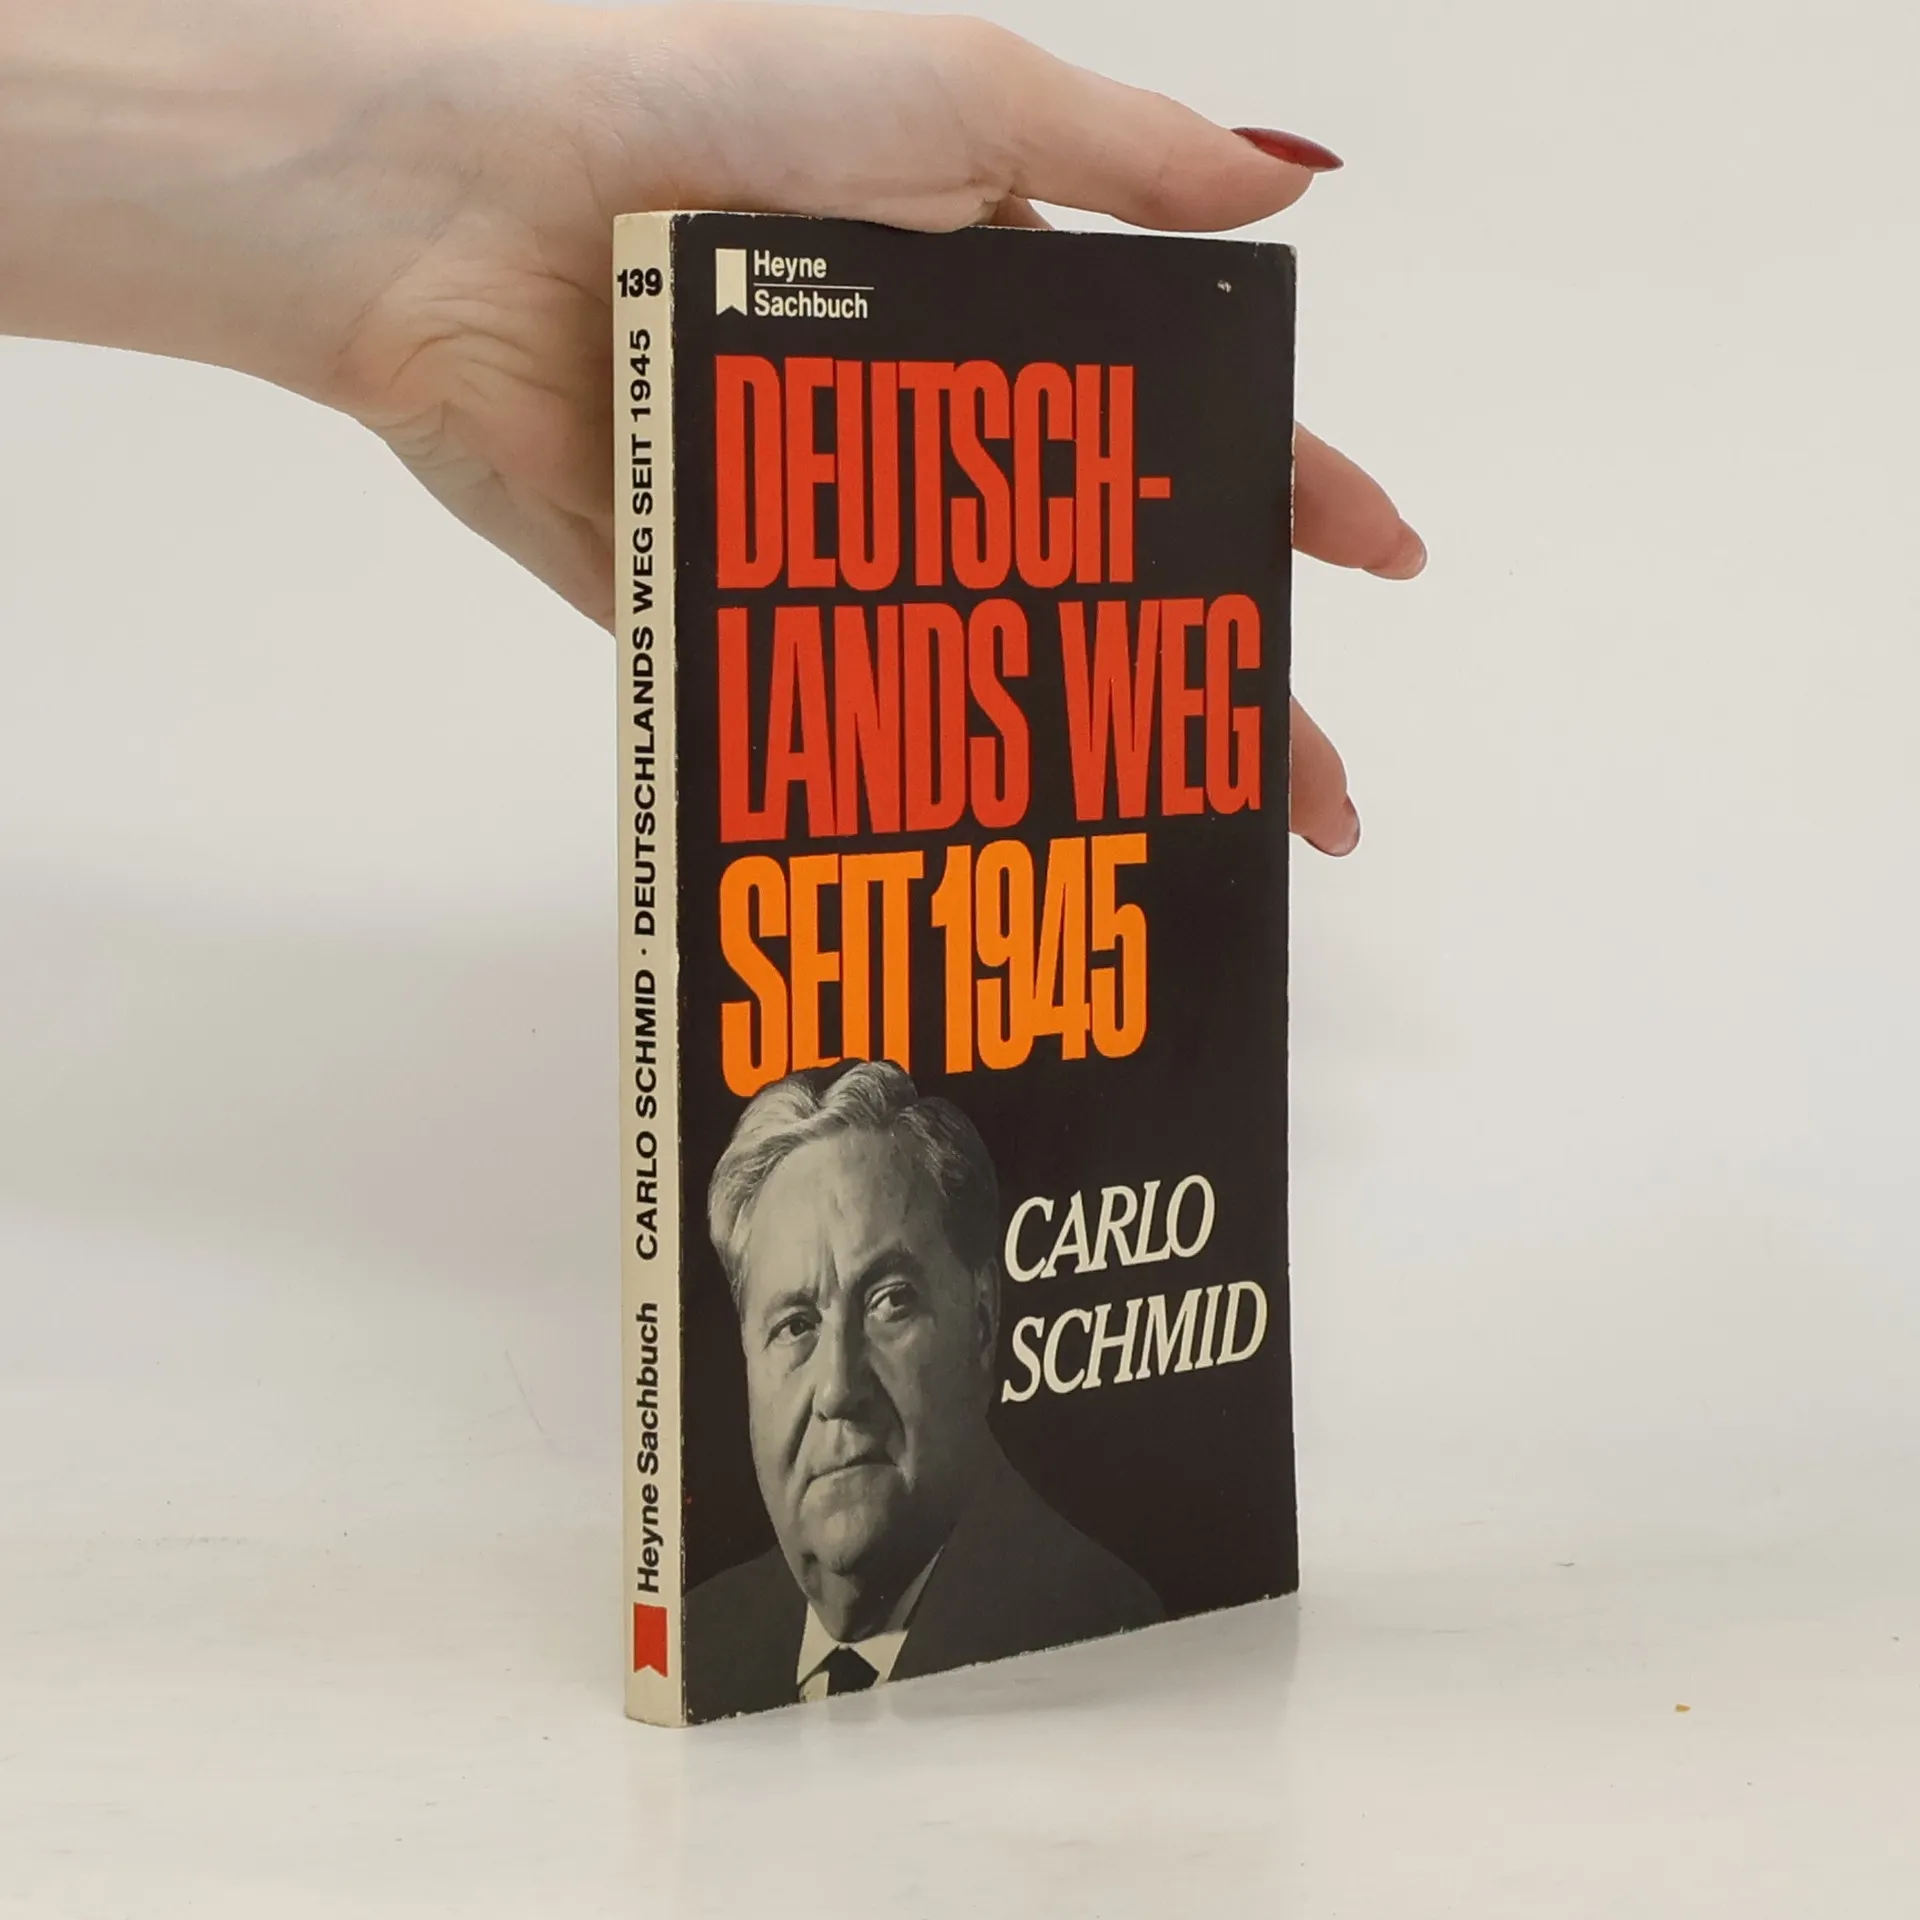 139
CARLO SCHMID · DEUTSCHLANDS WEG SEIT 1945
Heyne Sachbuch
Heyne
Sachbuch
DEUTSCH-
LANDS WEG
SEIT 1945
CARLO
SCHMID